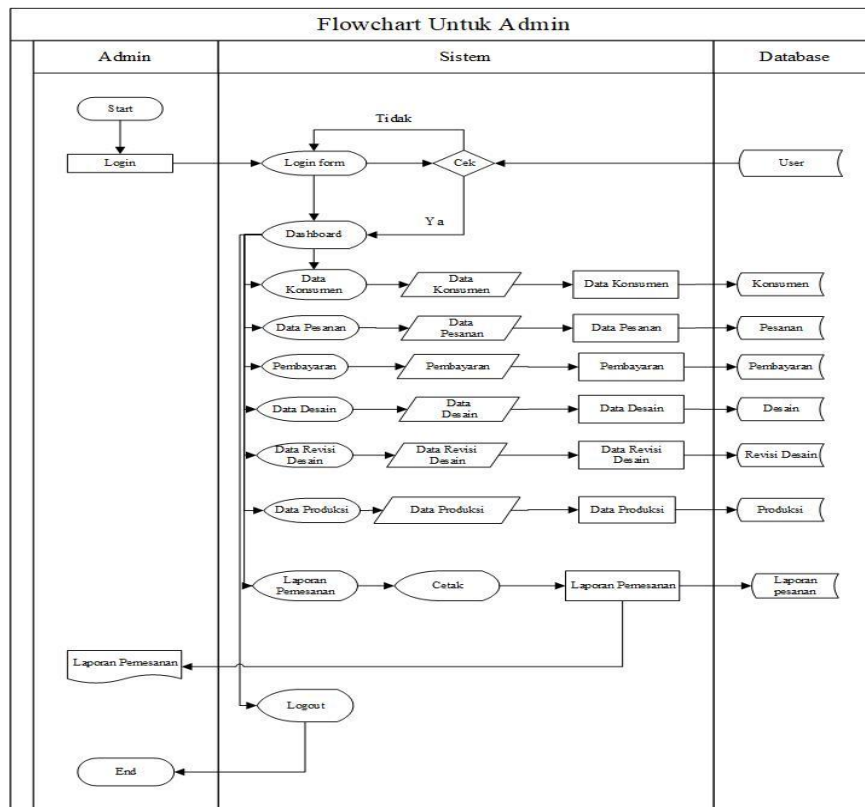 Flowchart Untuk Admin
Admin
Sistem
Database
Start
Tidak
Login
Login form
Cek
User
Ya
Dashboard
Data
Konsumen
Data
Konsumen
Data Konsumen
Konsumen
Data Pesanan
Data
Pesanan
Data Pesanan
Pesanan
Pembayaran
Pembayaran
Pembayaran
Pembayaran
Data Desain
Data
Desain
Data Desain
Desain
Data Revisi
Desain
Data Revisi
Desain
Data Revisi
Desain
Revisi Desain
Data Produksi
Data Produksi
Data Produksi
Produksi
Laporan
Pemesanan
Cetak
Laporan Pemesanan
Laporan
pesanan
Laporan Pemesanan
Logout
End